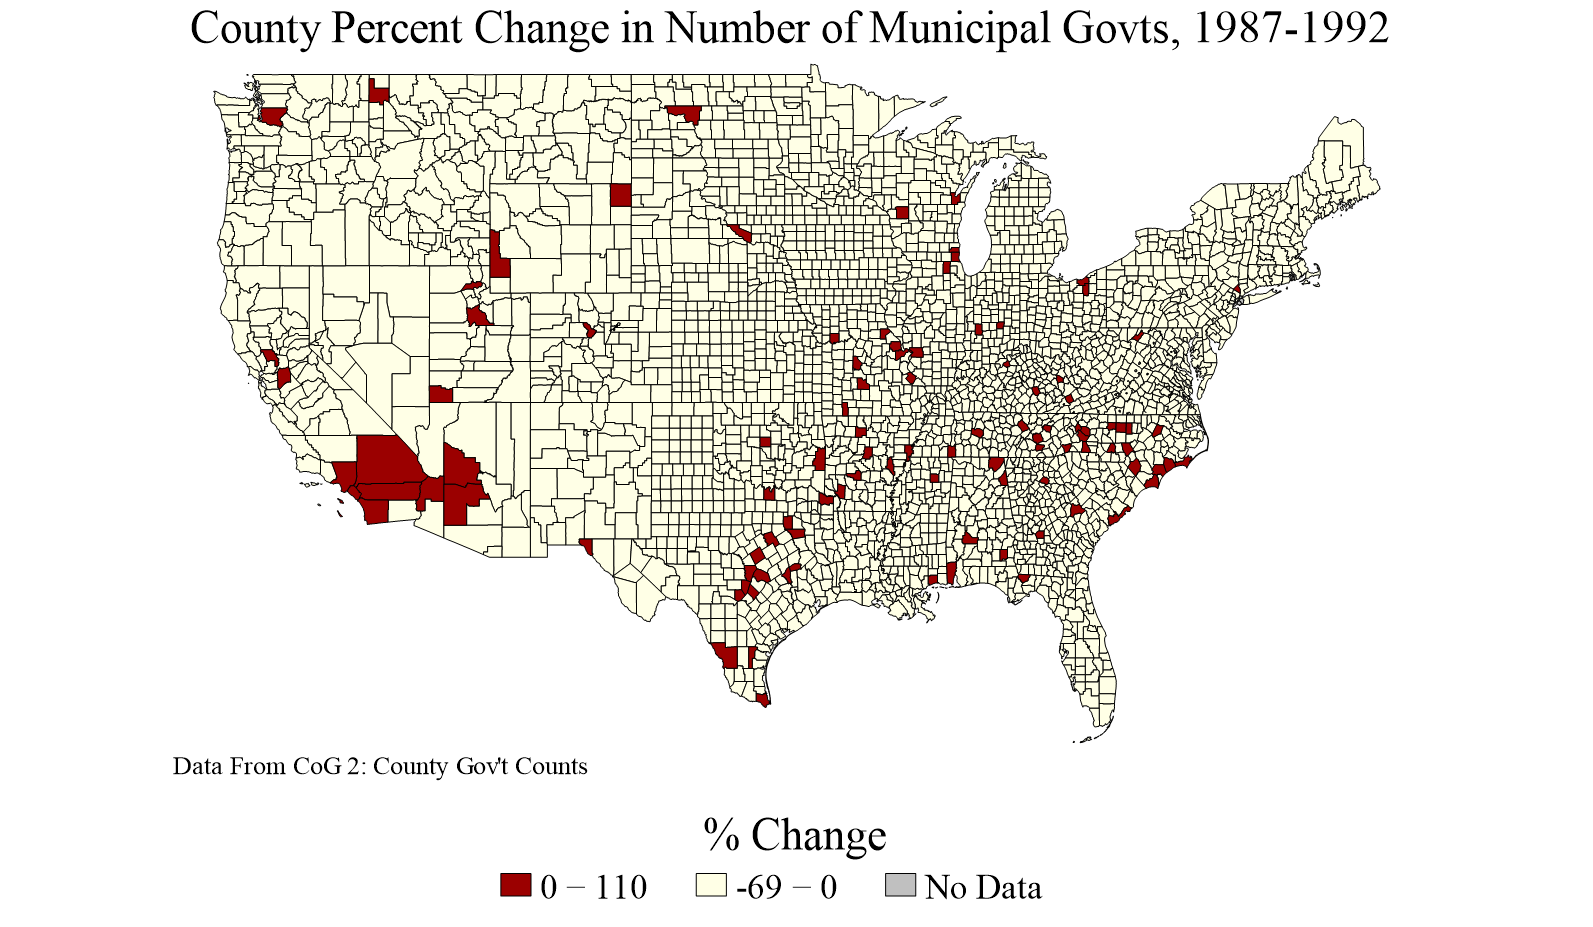 County Percent Change in Number of Municipal Govts, 1987-1992
Data From CoG 2: County Gov't Counts
% Change
0 − 110
-69 − 0
No Data